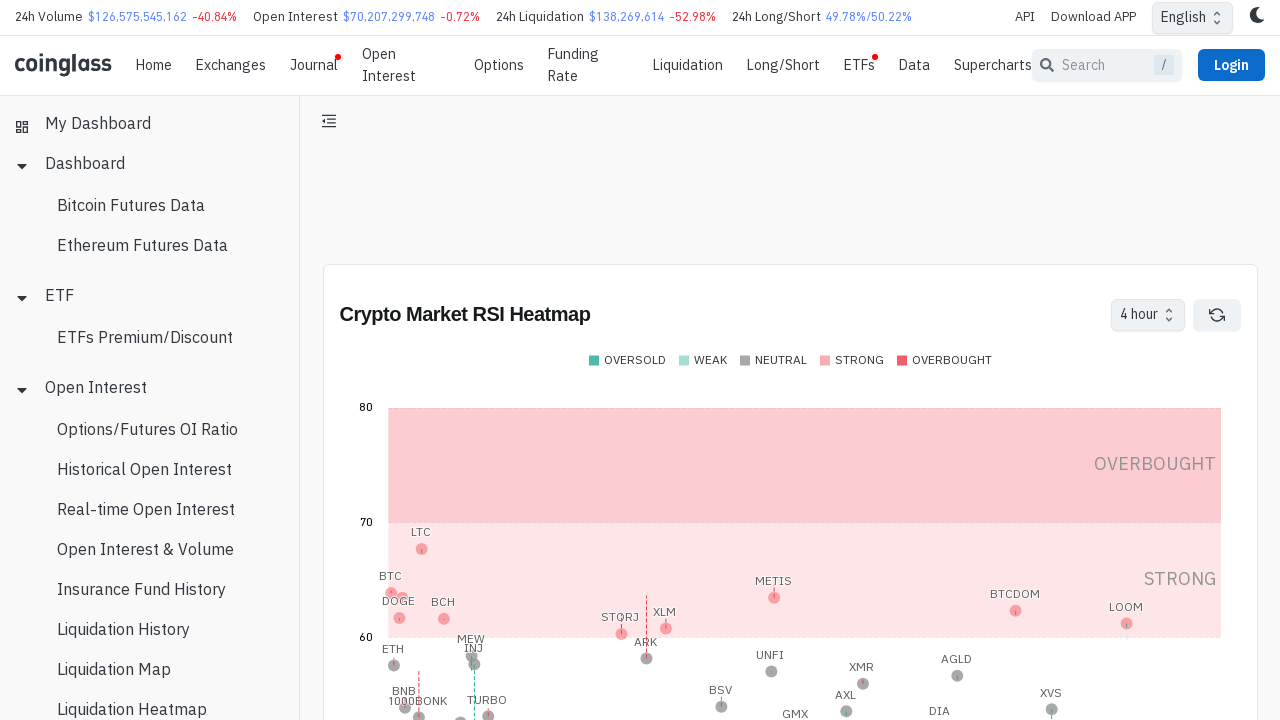 24h Volume $126,575,545,162 -40.84% Open Interest $70,207,299,748 -0.72% 24h Liquidation $138,269,614 -52.98% 24h Long/Short 49.78%/50.22% API Download APP English
coinglass Home Exchanges Journal Open Interest Options Funding Rate Liquidation Long/Short ETFs Data Supercharts Search / Login
My Dashboard
Dashboard
Bitcoin Futures Data
Ethereum Futures Data
ETF
ETFs Premium/Discount
Open Interest
Options/Futures OI Ratio
Historical Open Interest
Real-time Open Interest
Open Interest & Volume
Insurance Fund History
Liquidation History
Liquidation Map
Liquidation Heatmap
Crypto Market RSI Heatmap 4 hour
OVERSOLD WEAK NEUTRAL STRONG OVERBOUGHT
80
OVERBOUGHT
70
LTC
BTC
STRONG
METIS
BTCDOM
DOGE
BCH
LOOM
STORJ
XLM
60
MEW
ARK
ETH
INJ
UNFI
AGLD
XMR
BNB
BSV
XVS
AXL
1000BONK
TURBO
DIA
GMX